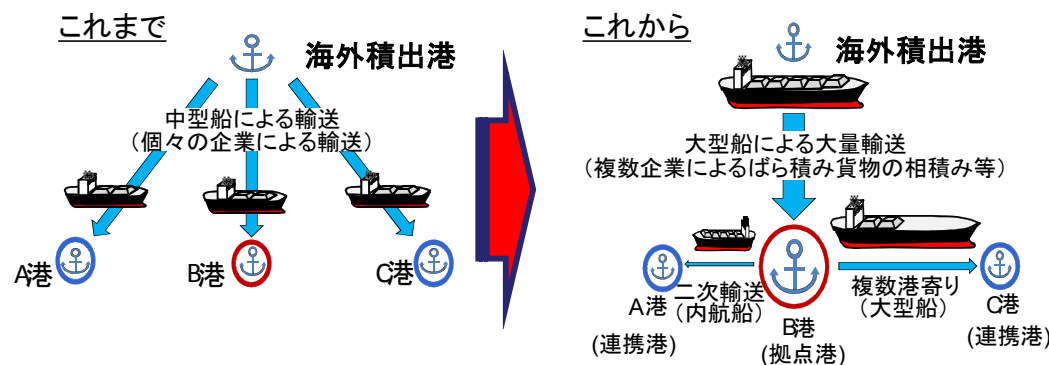 これまで
海外積出港
中型船による輸送
（個々の企業による輸送）
A港
B港
C港
これから
海外積出港
大型船による大量輸送
（複数企業によるばら積み貨物の相積み等）
A港
(連携港)
二次輸送
（内航船）
B港
(拠点港)
複数港寄り
（大型船）
C港
(連携港)